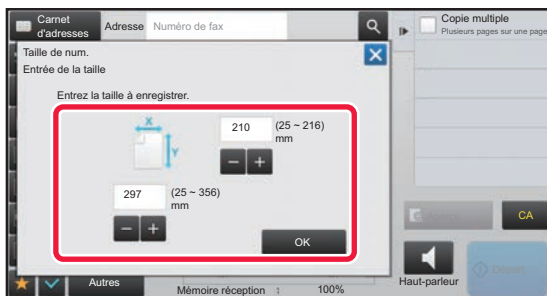 Carnet
d'adresses
Adresse
Numéro de fax
Copie multiple
Plusieurs pages sur une page
Taille de num.
Entrée de la taille
Entrez la taille à enregistrer.
X
Y
210
(25 ~ 216)
mm
297
(25 ~ 356)
mm
OK
CA
Départ
Haut-parleur
Autres
Mémoire réception : 100%